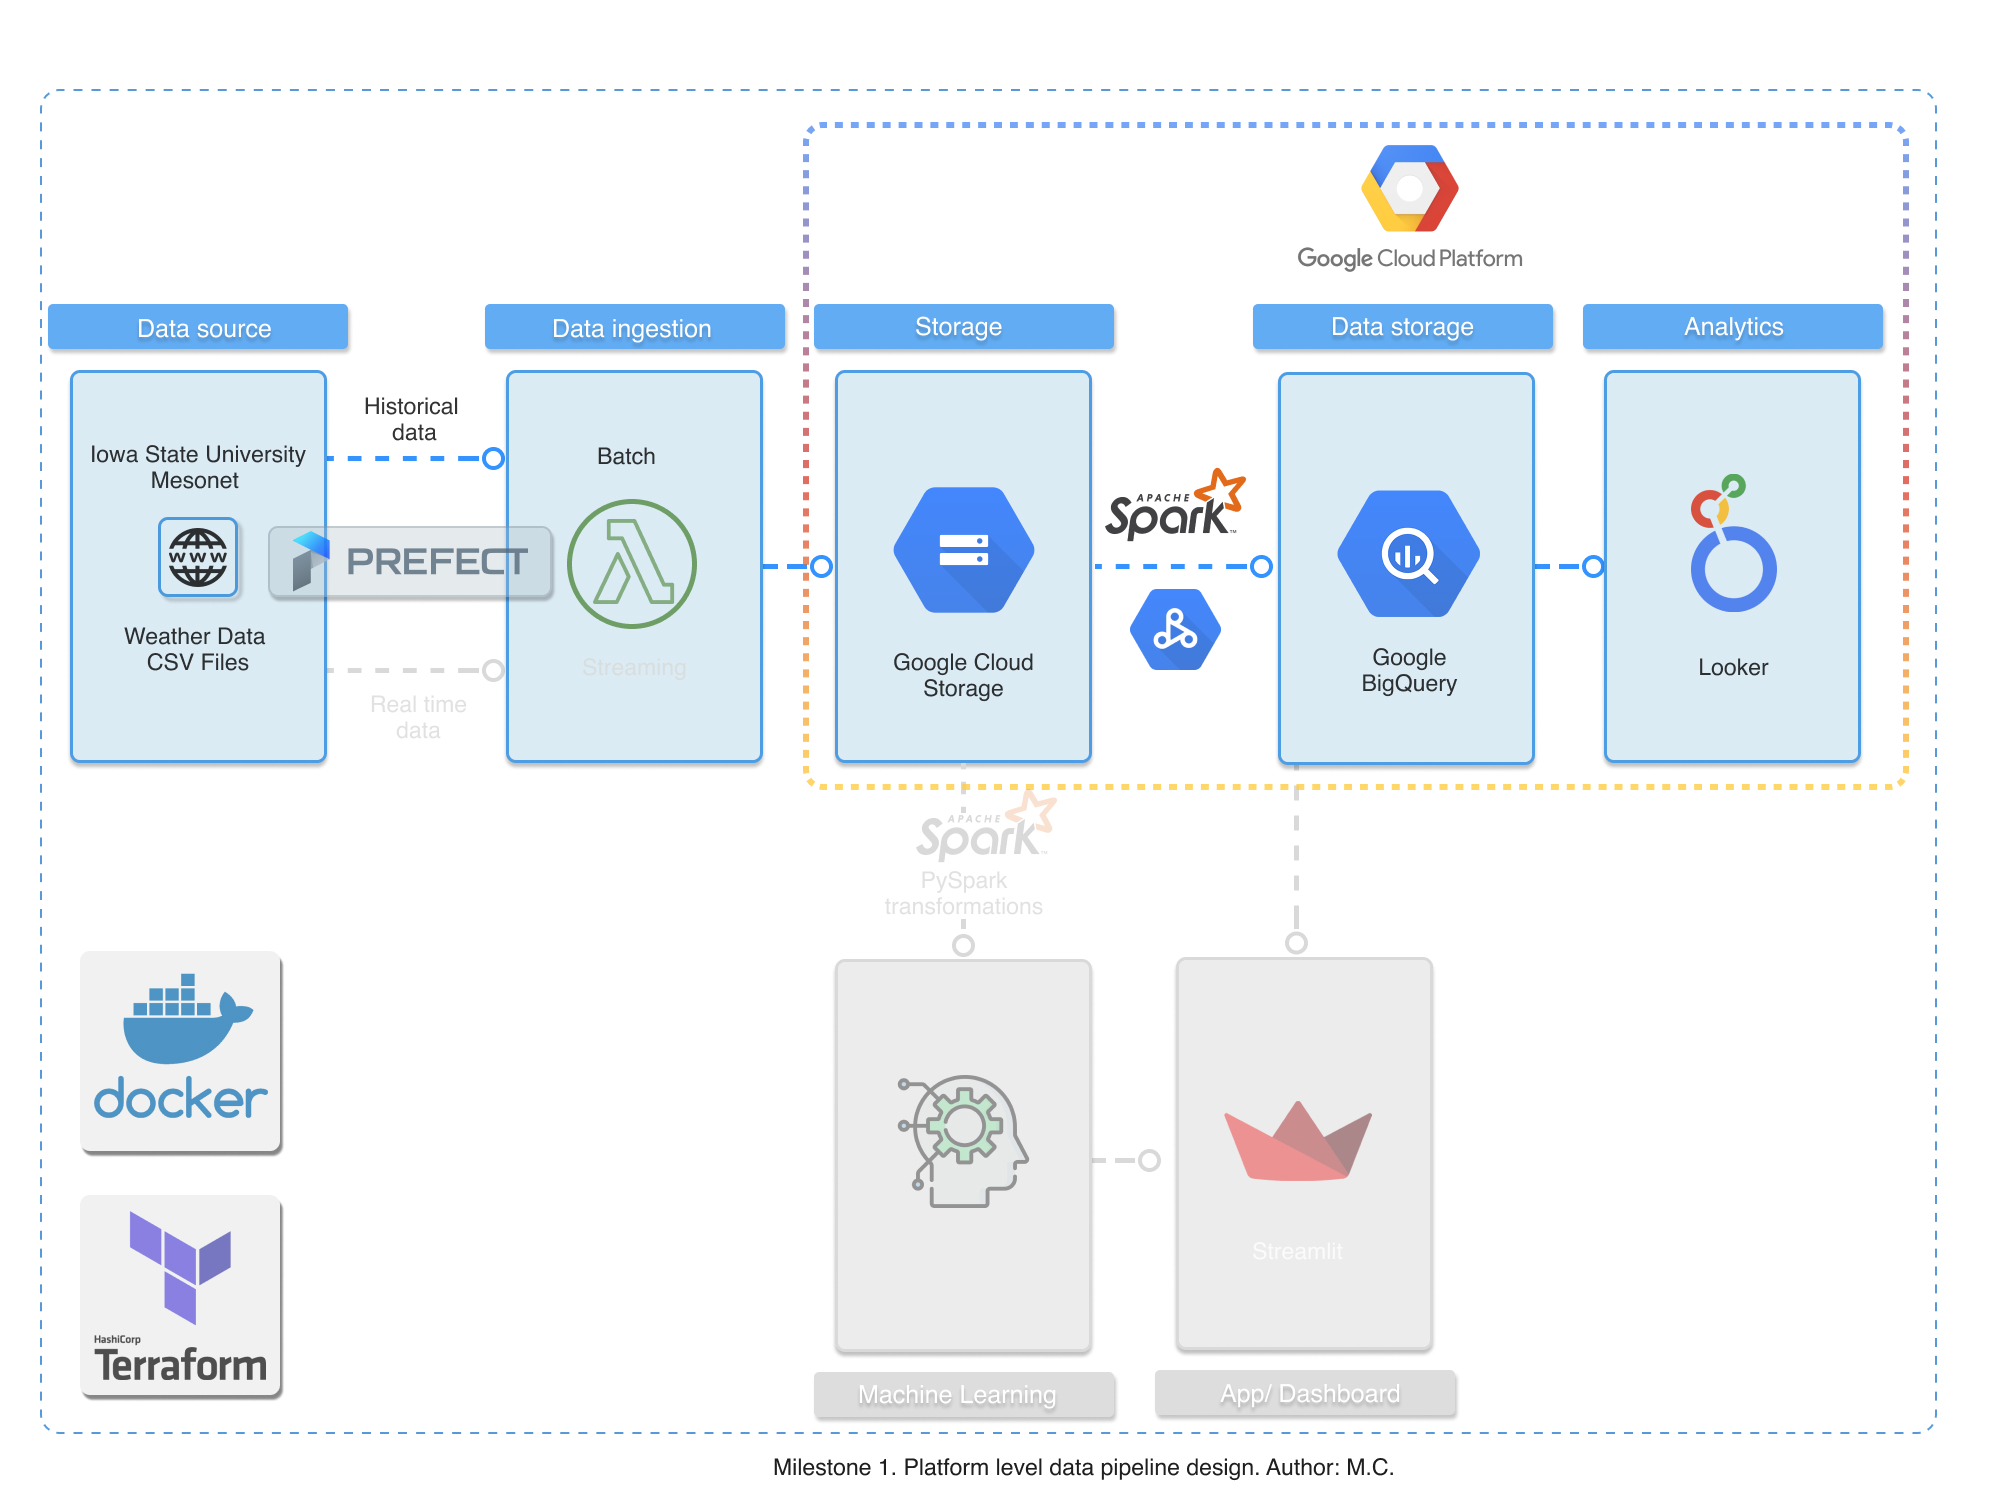 Google Cloud Platform
Data source
Data ingestion
Storage
Data storage
Analytics
Historical
data
Iowa State University
Mesonet
www
Weather Data
CSV Files
PREFECT
Batch
Streaming
Real time
data
Google Cloud
Storage
APACHE
Spark™
Google
BigQuery
Looker
APACHE
Spark™
PySpark
transformations
docker
HashiCorp
Terraform
Streamlit
Machine Learning
App/ Dashboard
Milestone 1. Platform level data pipeline design. Author: M.C.